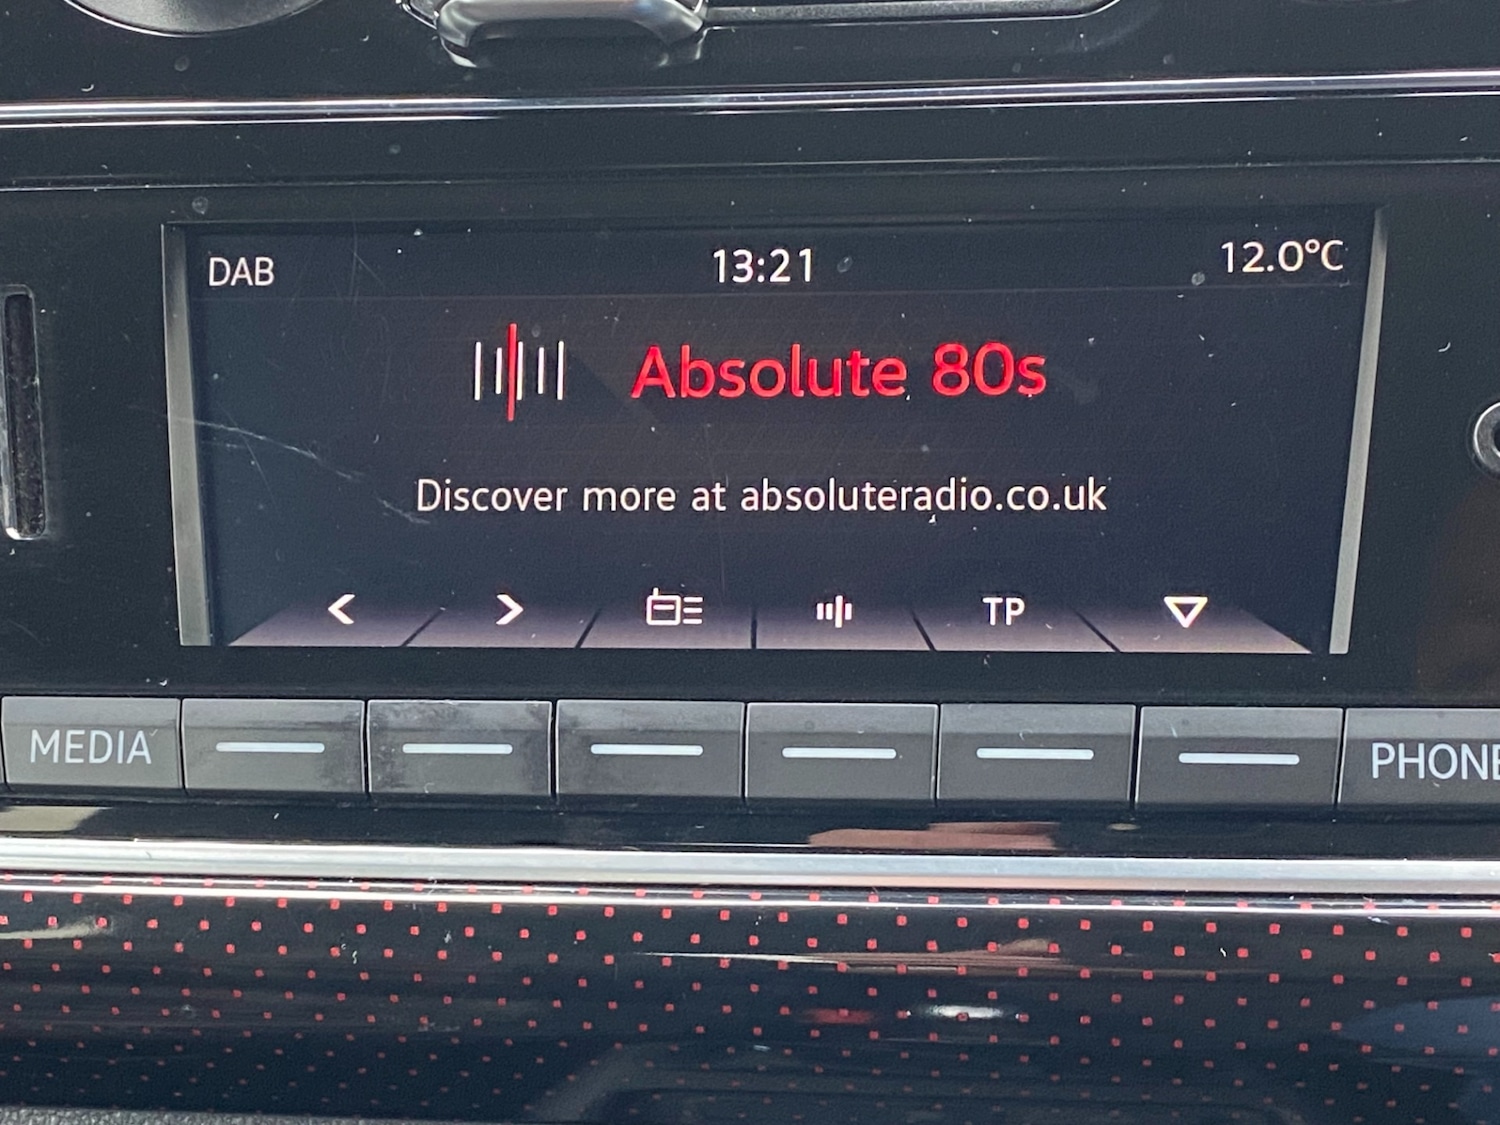 DAB 13:21 12.0°C
Absolute 80s
Discover more at absoluteradio.co.uk
TP
MEDIA PHONE